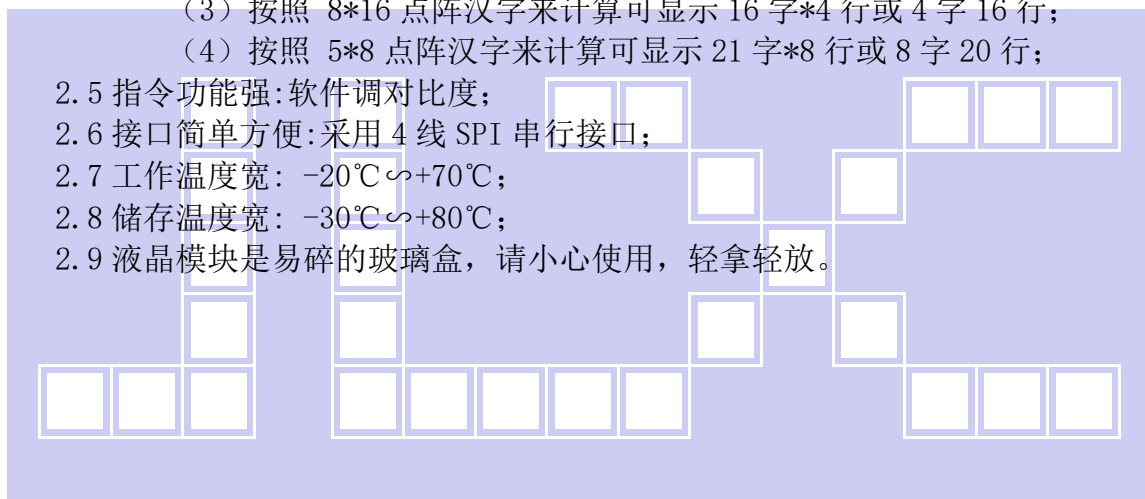 （3）按照 8*16 点阵汉字来计算可显示 16 字*4 行或 4 字 16 行；
（4）按照 5*8 点阵汉字来计算可显示 21 字*8 行或 8 字 20 行；
2.5 指令功能强:软件调对比度；
2.6 接口简单方便:采用 4 线 SPI 串行接口；
2.7 工作温度宽: -20℃∽+70℃；
2.8 储存温度宽: -30℃∽+80℃；
2.9 液晶模块是易碎的玻璃盒，请小心使用，轻拿轻放。